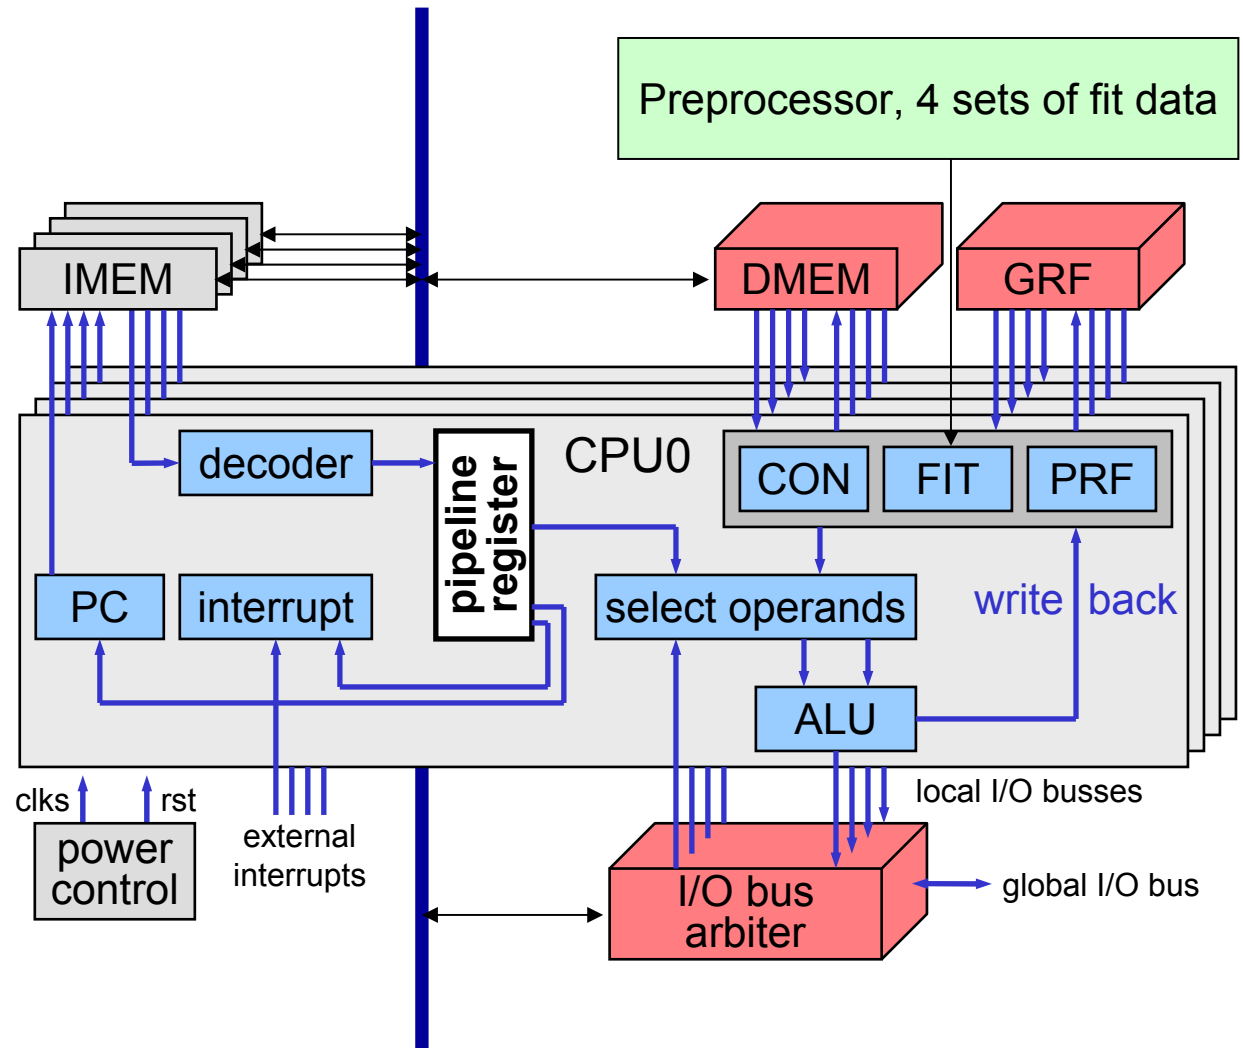 Preprocessor, 4 sets of fit data
IMEM
DMEM
GRF
CPU0
decoder
pipeline
register
CON
FIT
PRF
PC
interrupt
select operands
write back
ALU
clks
rst
local I/O busses
power
control
external
interrupts
I/O bus
arbiter
global I/O bus